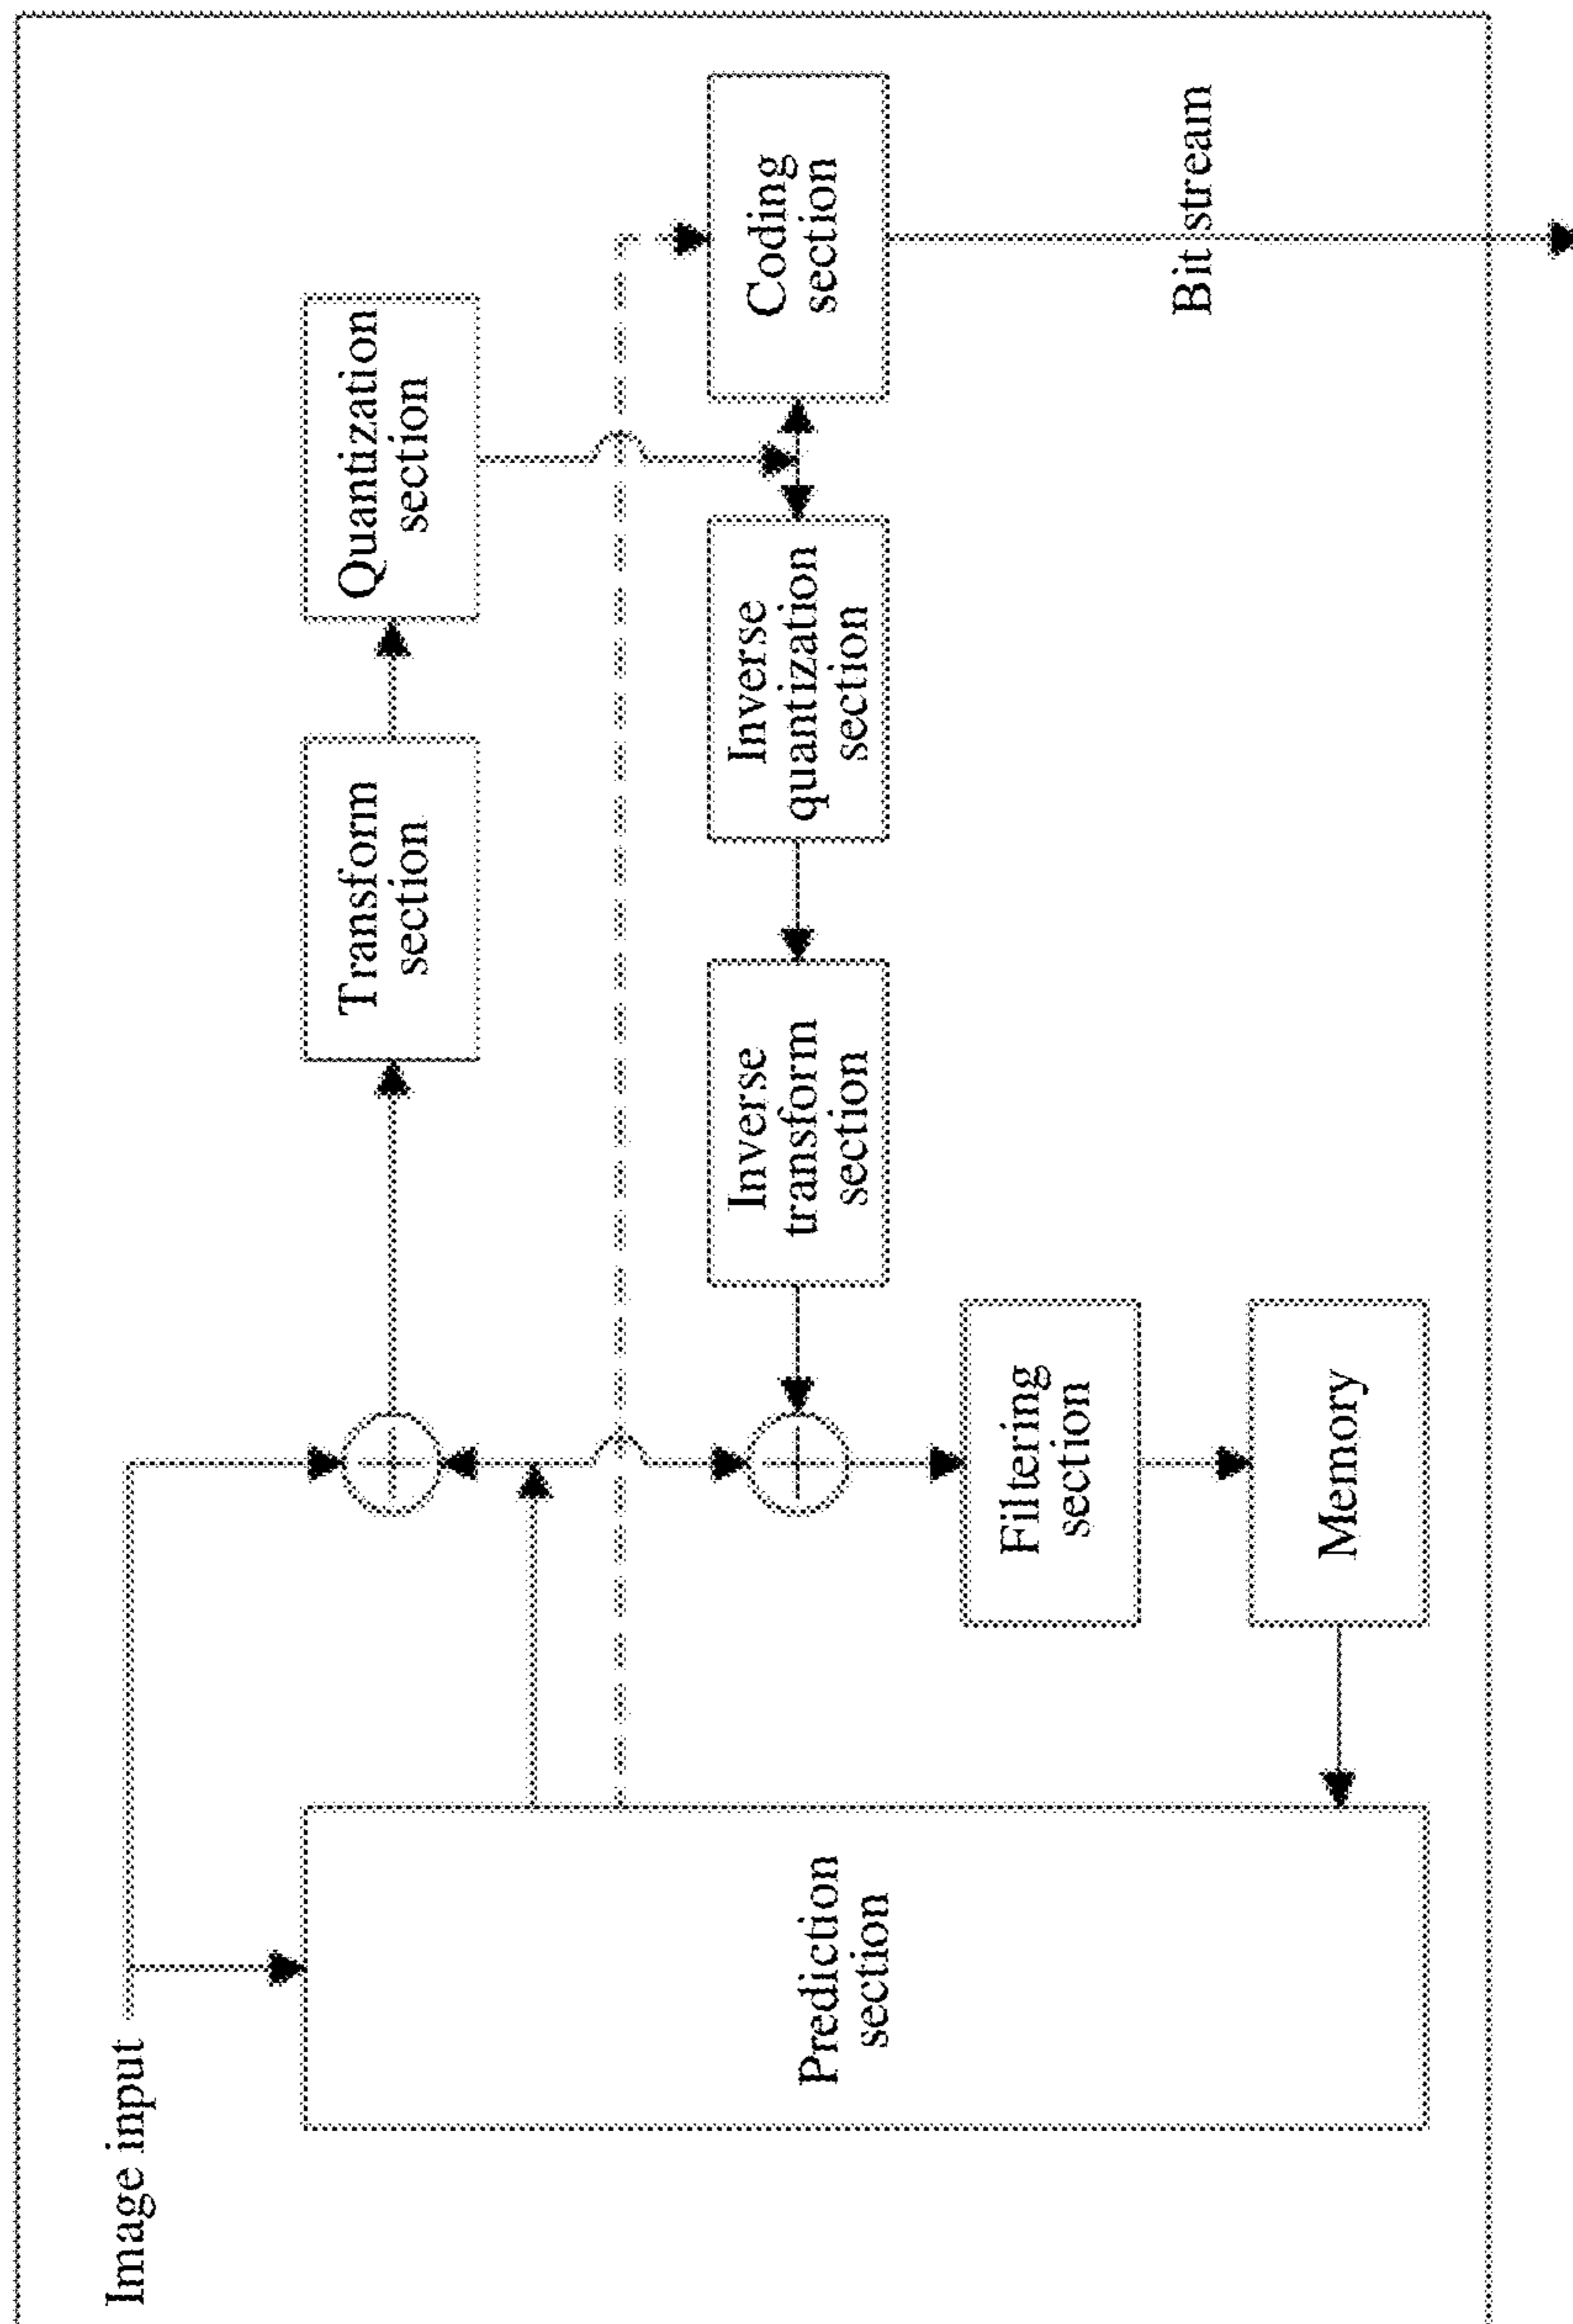 Image input
Transform
section
Quantization
section
Prediction
section
Inverse
transform
section
Inverse
quantization
section
Coding
section
Filtering
section
Memory
Bit stream